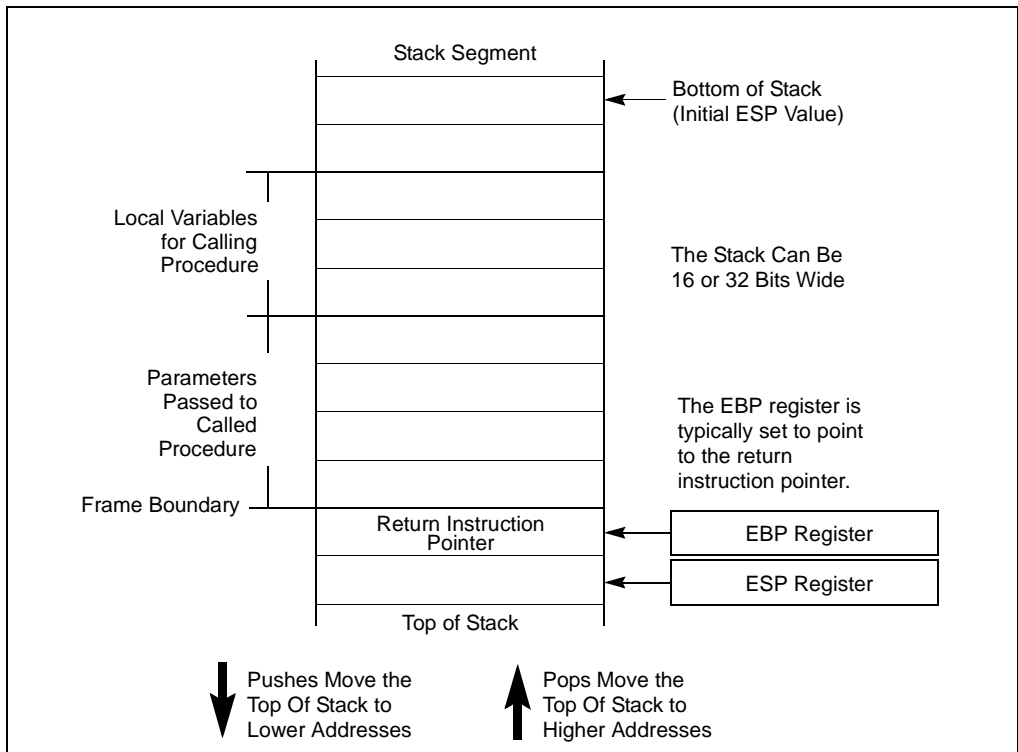 Stack Segment
Bottom of Stack
(Initial ESP Value)
Local Variables
for Calling
Procedure
The Stack Can Be
16 or 32 Bits Wide
Parameters
Passed to
Called
Procedure
The EBP register is
typically set to point
to the return
instruction pointer.
Frame Boundary
Return Instruction
Pointer
EBP Register
ESP Register
Top of Stack
Pushes Move the
Top Of Stack to
Lower Addresses
Pops Move the
Top Of Stack to
Higher Addresses